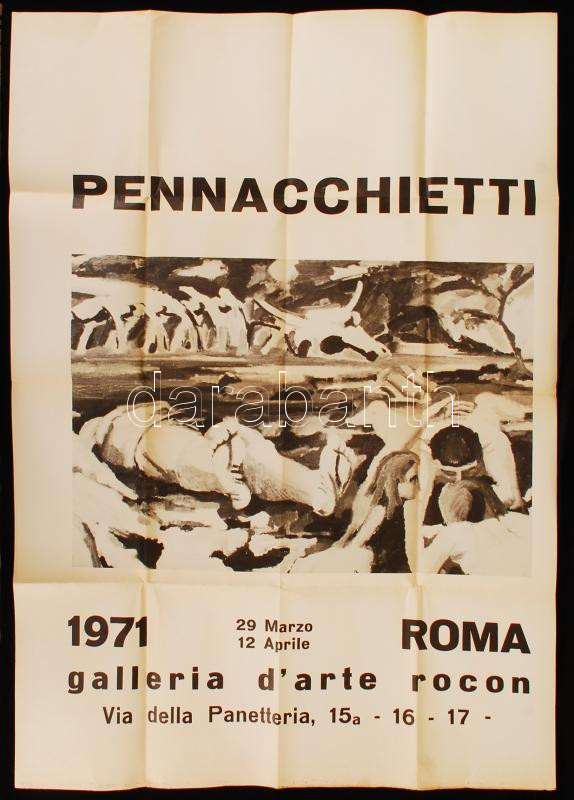 PENNACCHIETTI
darabanth
1971 29 Marzo ROMA
12 Aprile
galleria d'arte rocon
Via della Panetteria, 15a - 16 - 17 -